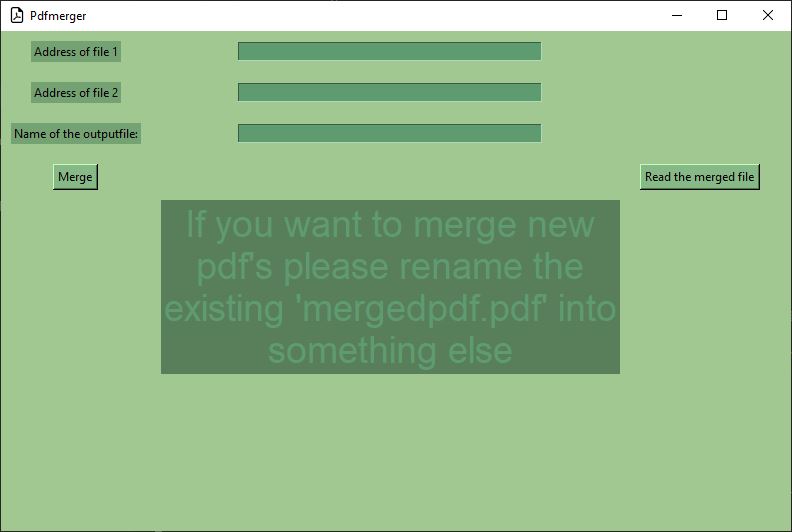 Pdfmerger
Address of file 1
Address of file 2
Name of the outputfile:
Merge
Read the merged file
If you want to merge new
pdf's please rename the
existing 'mergedpdf.pdf' into
something else